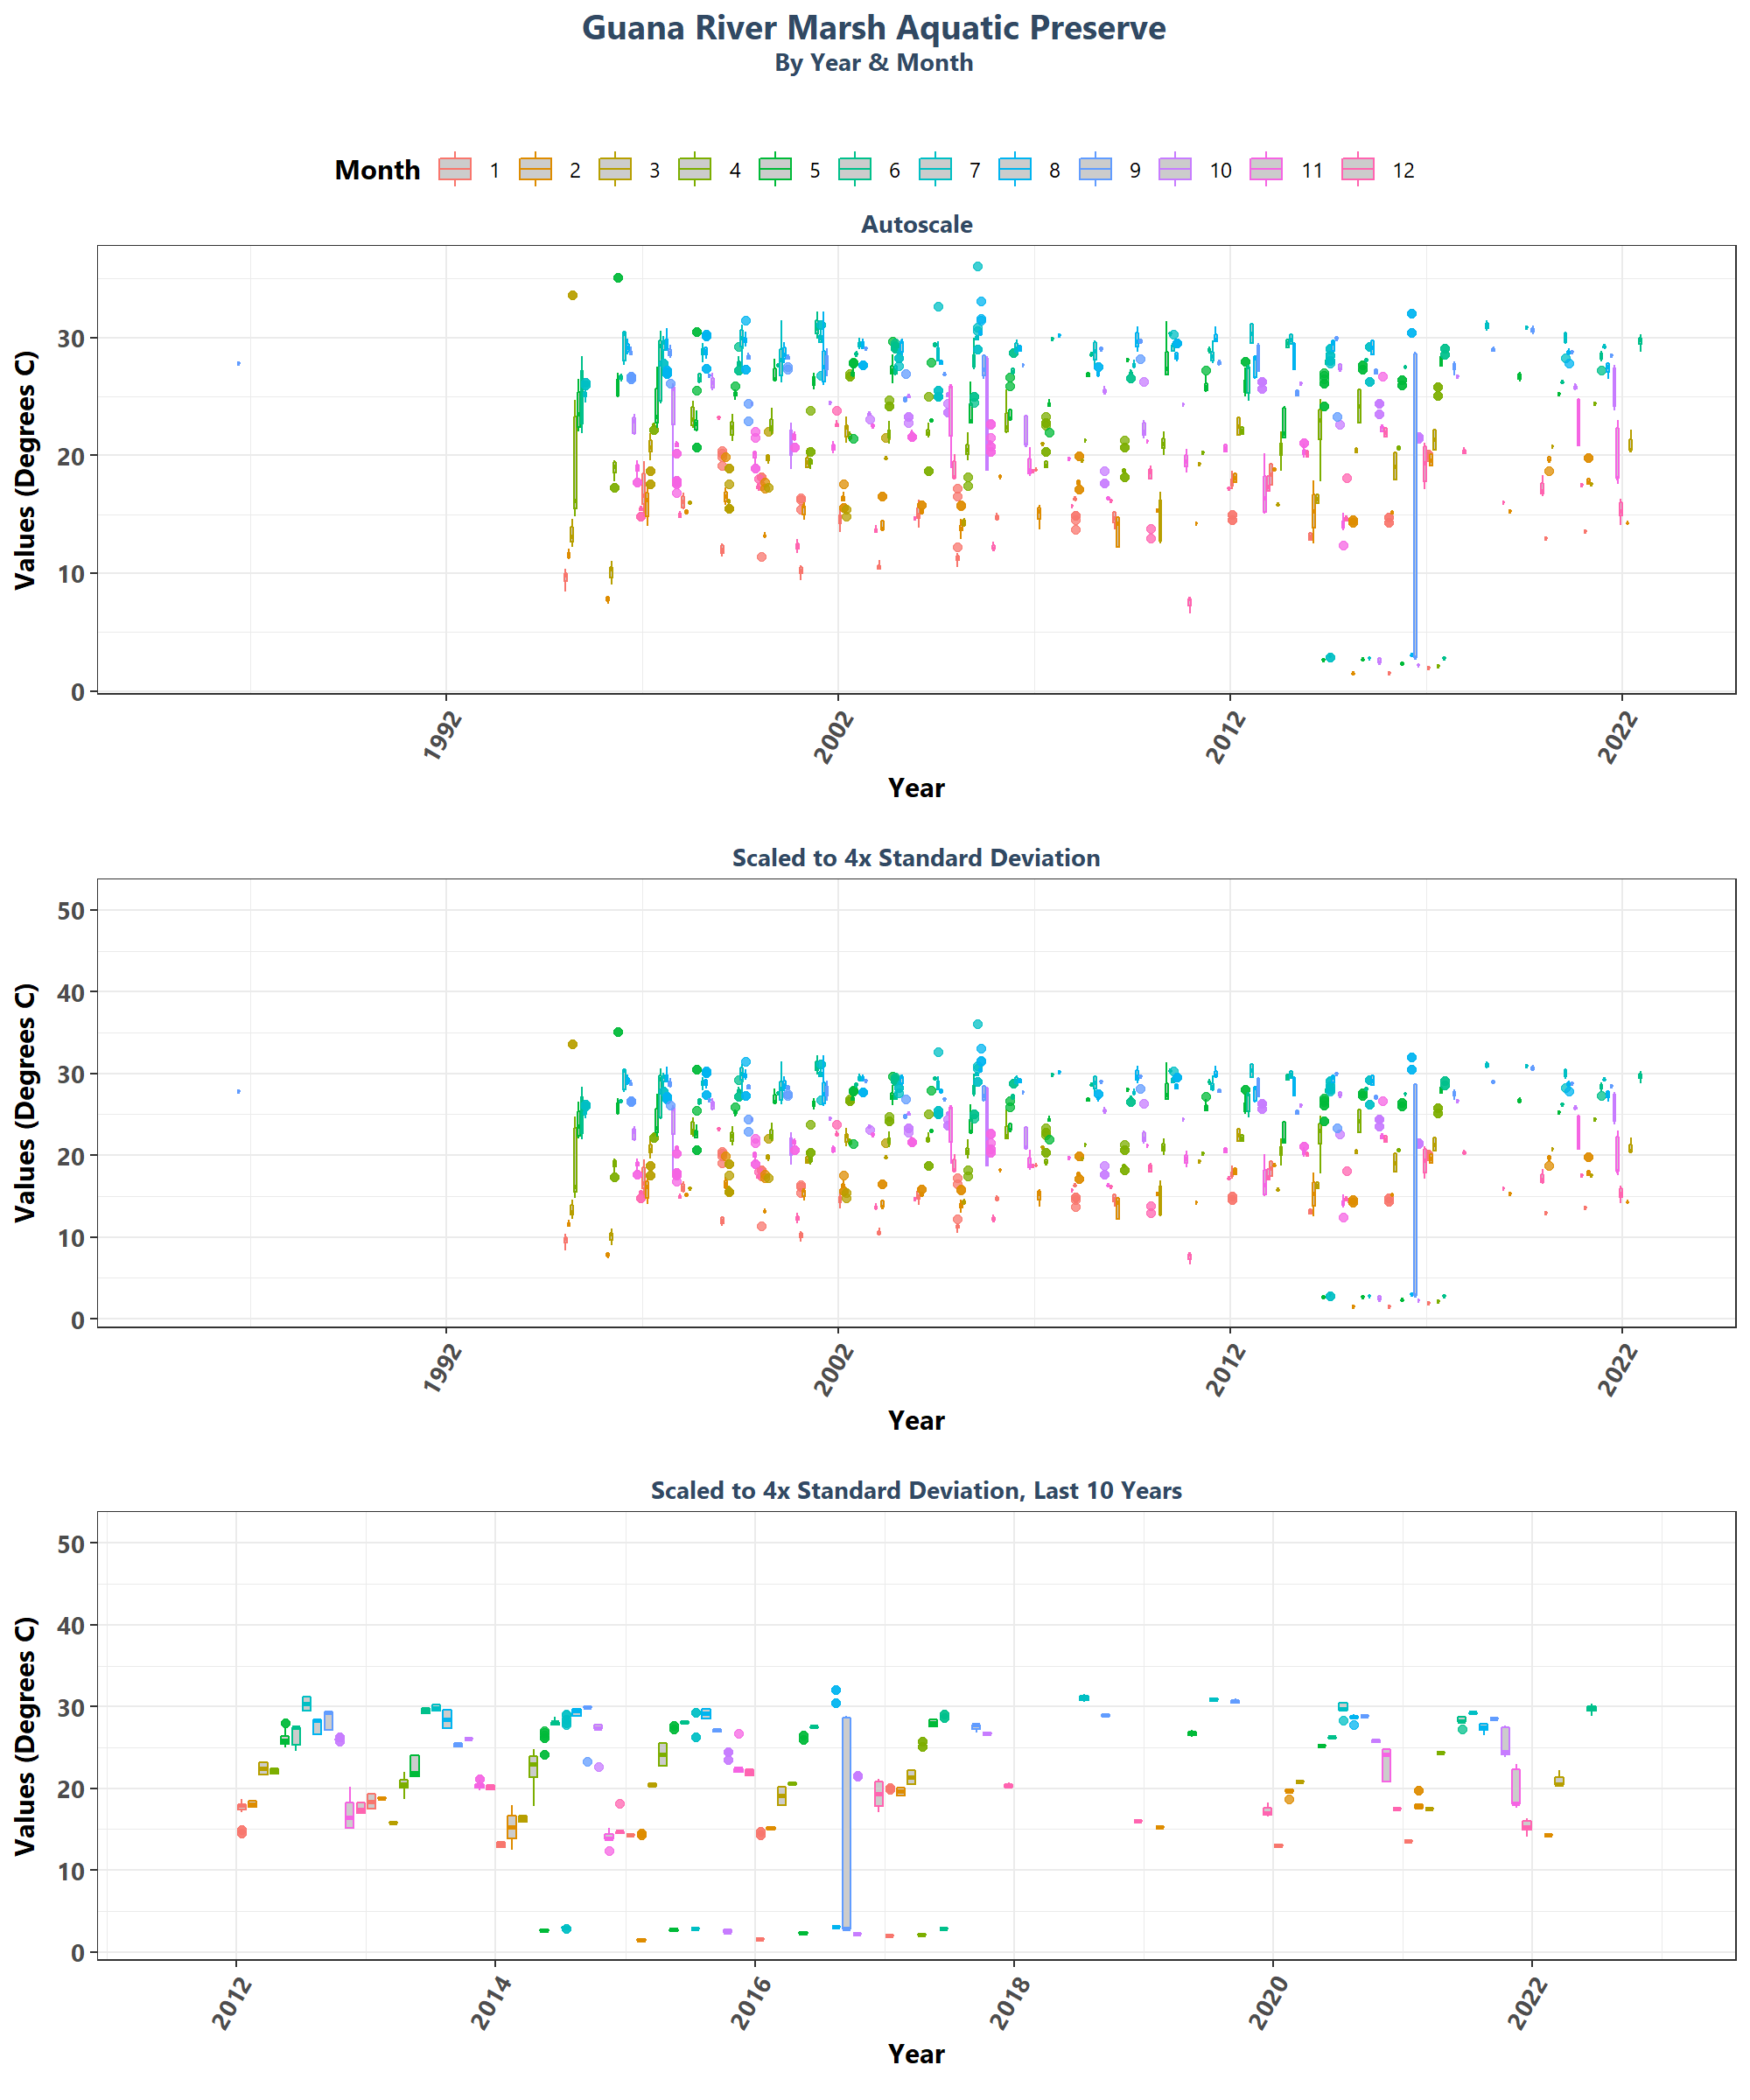 Guana River Marsh Aquatic Preserve
By Year & Month
Month 1 2 3 4 5 6 7 8 9 10 11 12
Autoscale
Values (Degrees C)
30
20
10
0
1992 2002 2012 2022
Year
Scaled to 4x Standard Deviation
Values (Degrees C)
50
40
30
20
10
0
1992 2002 2012 2022
Year
Scaled to 4x Standard Deviation, Last 10 Years
Values (Degrees C)
50
40
30
20
10
0
2012 2014 2016 2018 2020 2022
Year